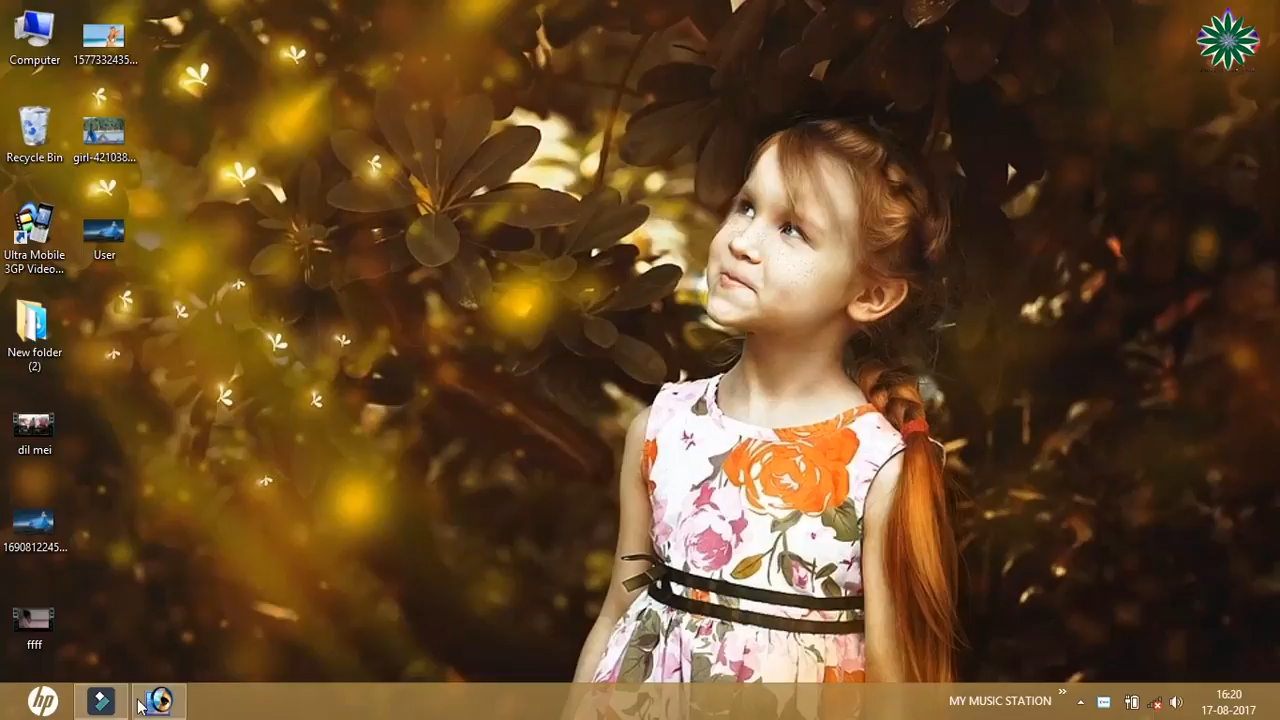 Computer
1577332435...
Recycle Bin
girl-421038...
Ultra Mobile
3GP Video...
User
New folder
(2)
dil mei
1690812245...
ffff
hp
MY MUSIC STATION
16:20
17-08-2017